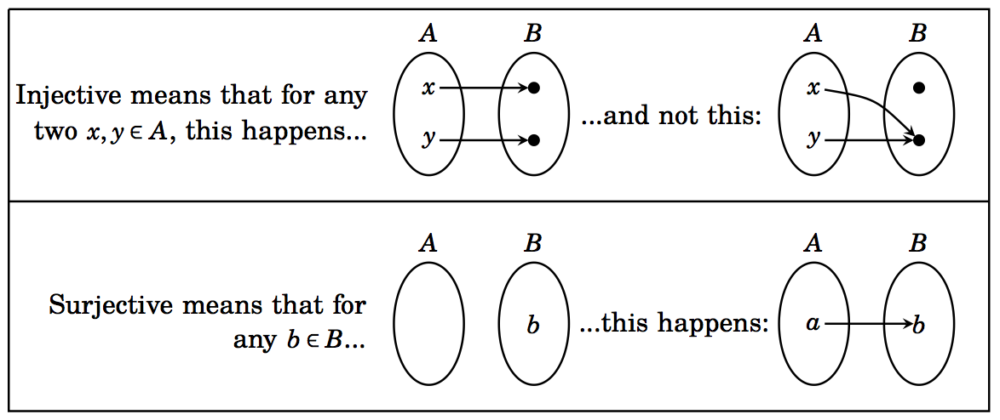 A B A B
Injective means that for any
two x, y ∈ A, this happens...
x
y
...and not this:
x
y
A B A B
Surjective means that for
any b ∈ B...
b
...this happens:
a b